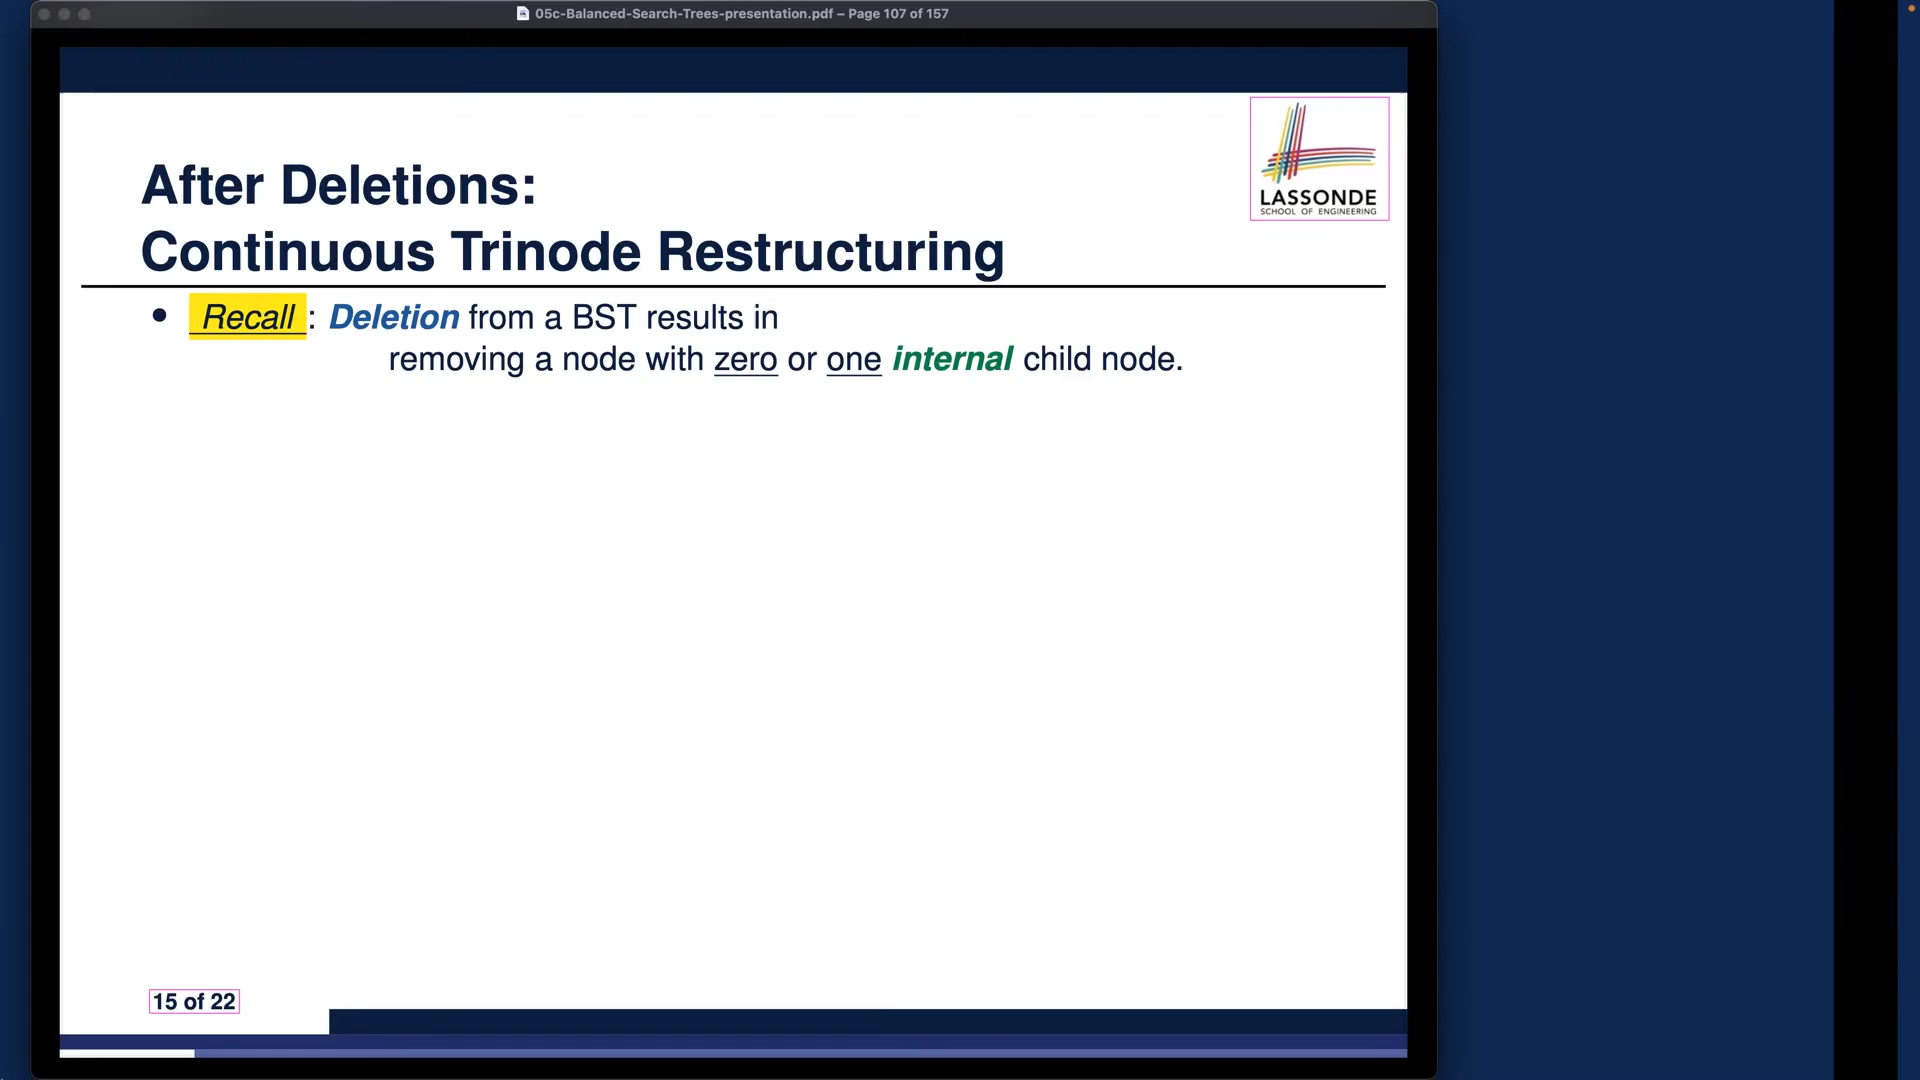 05c-Balanced-Search-Trees-presentation.pdf – Page 107 of 157
LASSONDE
SCHOOL OF ENGINEERING
After Deletions:
Continuous Trinode Restructuring
• Recall : Deletion from a BST results in
removing a node with zero or one internal child node.
15 of 22